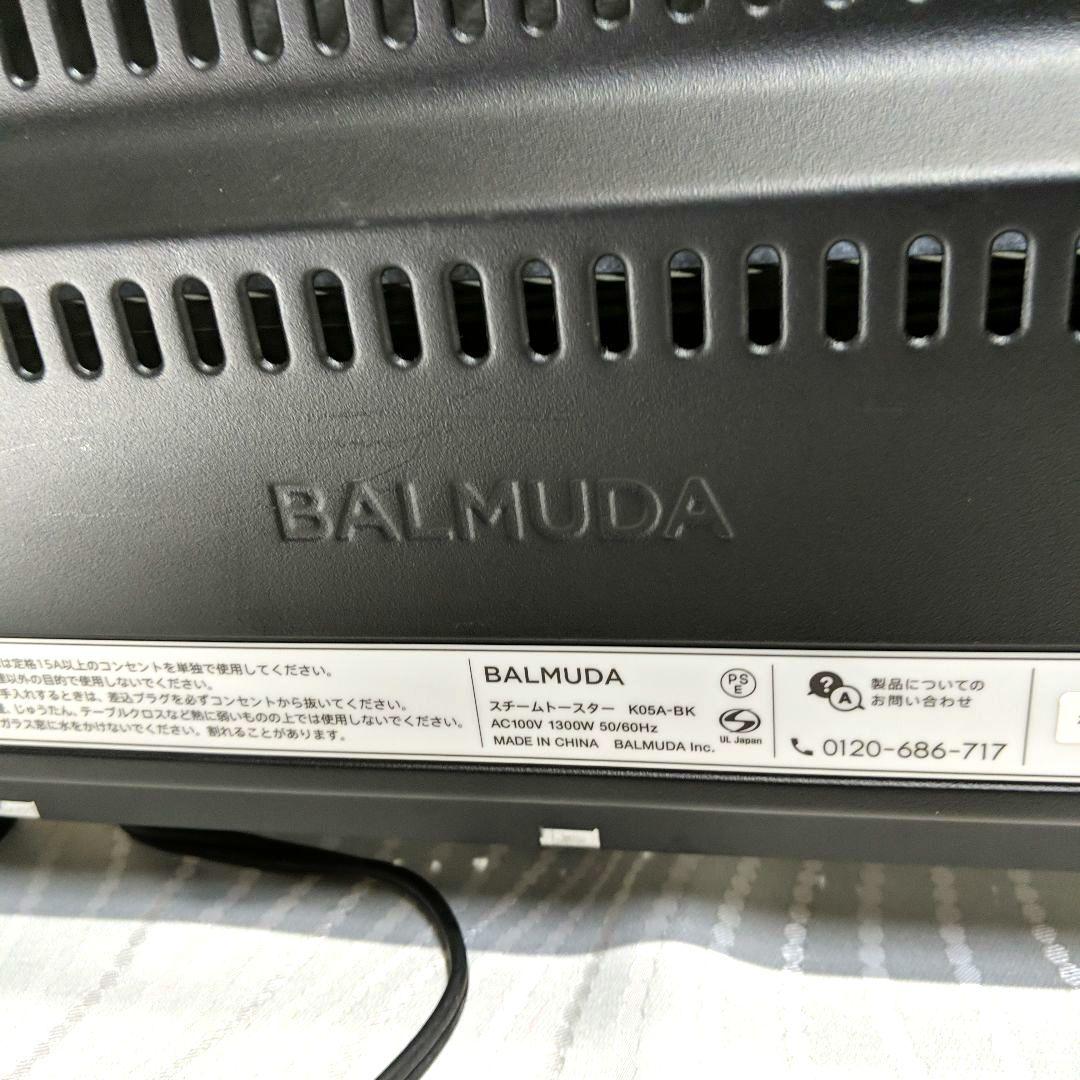 BALMUDA
は定格15A以上のコンセントを単独で使用してください。
以外の目的で使用しないでください。
手入れするときは、差込プラグを必ずコンセントから抜いてください。
、じゅうたん、テーブルクロスなど熱に弱いものの上では使用しないでください。
ガラス窓に水をかけないでください。割れることがあります。
BALMUDA
スチームトースター K05A-BK
AC100V 1300W 50/60Hz
MADE IN CHINA BALMUDA Inc.
PS
E
UL Japan
? A
製品についての
お問い合わせ
0120-686-717